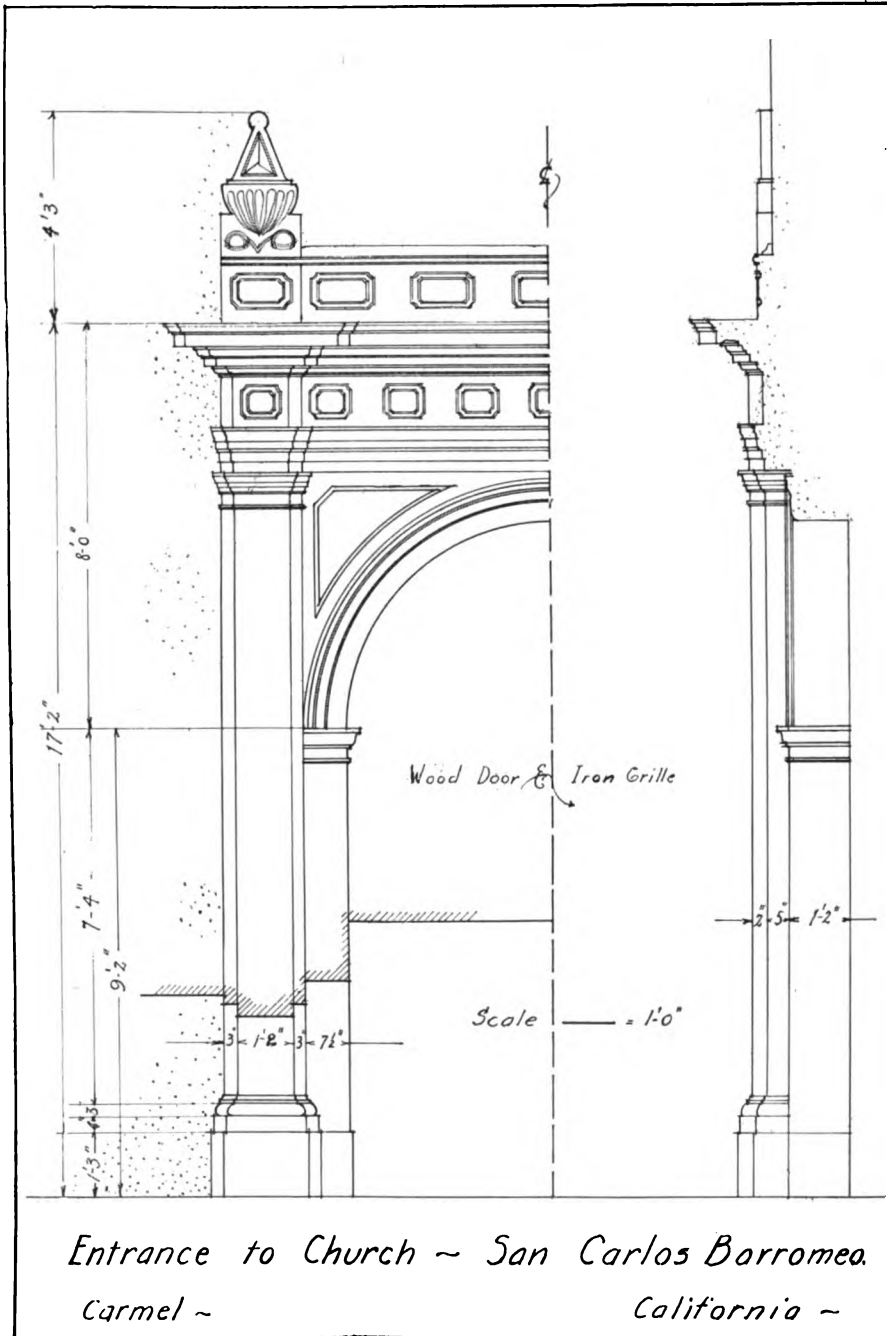 4'3"
℄
8'-0"
17'-2"
Wood Door & Iron Grille
7'-4"
9'-2"
2" 5" 1'-2"
Scale = 1'-0"
3" 1'-2" 3" 7½"
4" 3"
1'-3"
Entrance to Church ~ San Carlos Borromeo.
Carmel ~ California ~